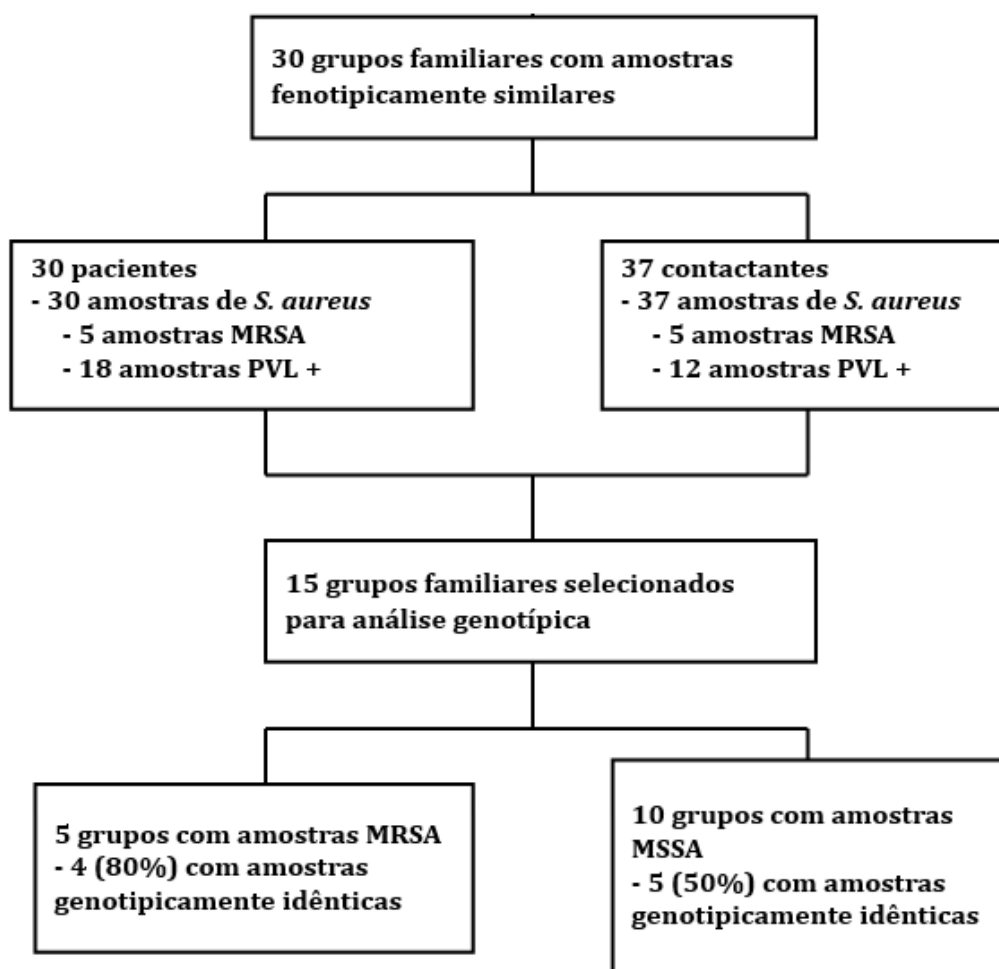 30 grupos familiares com amostras
fenotipicamente similares
30 pacientes
- 30 amostras de S. aureus
- 5 amostras MRSA
- 18 amostras PVL +
37 contactantes
- 37 amostras de S. aureus
- 5 amostras MRSA
- 12 amostras PVL +
15 grupos familiares selecionados
para análise genotípica
5 grupos com amostras MRSA
- 4 (80%) com amostras
genotipicamente idênticas
10 grupos com amostras
MSSA
- 5 (50%) com amostras
genotipicamente idênticas